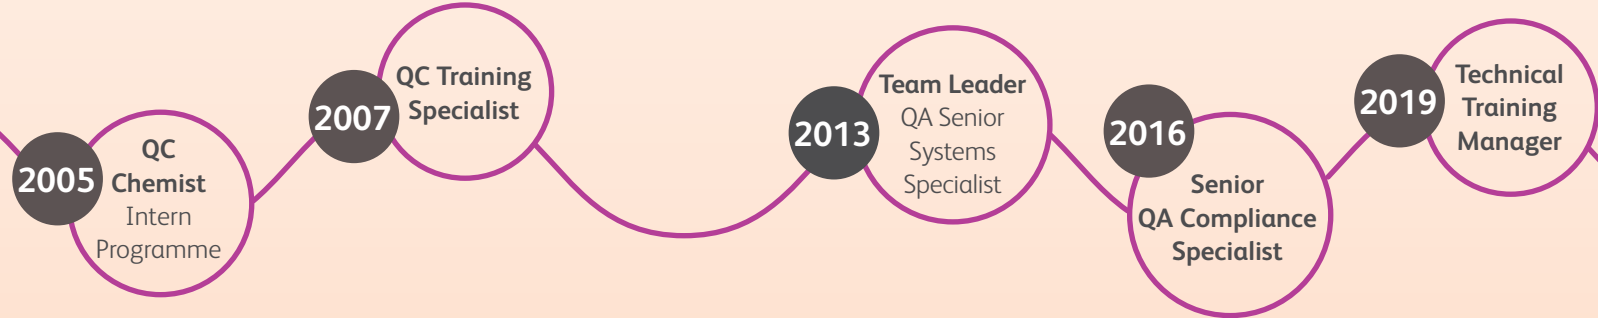 2005
QC
Chemist
Intern
Programme
2007
QC Training
Specialist
2013
Team Leader
QA Senior
Systems
Specialist
2016
Senior
QA Compliance
Specialist
2019
Technical
Training
Manager